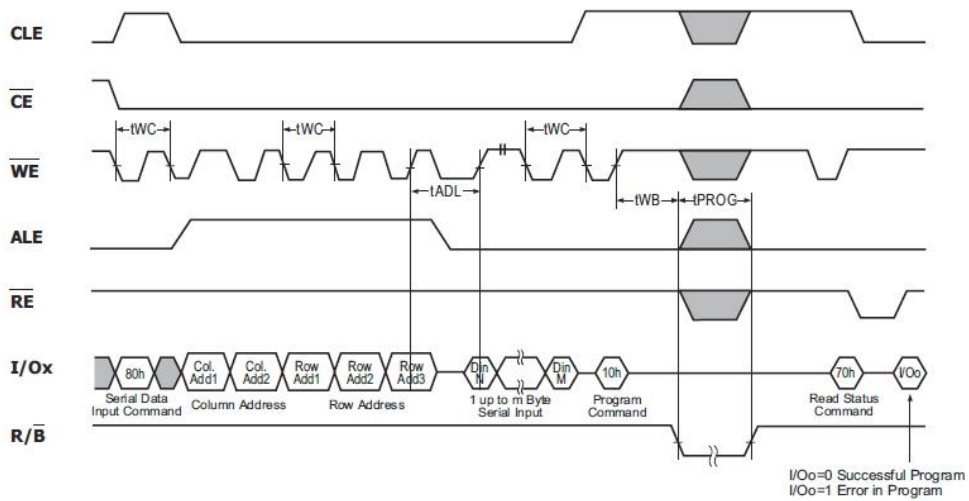 CLE
CE
tWC
tWC
tWC
WE
tADL
tWB
tPROG
ALE
RE
I/Ox
80h
Col. Add1
Col. Add2
Row Add1
Row Add2
Row Add3
Din N
Din M
10h
70h
I/Oo
Serial Data
Input Command
Column Address
Row Address
1 up to m Byte
Serial Input
Program
Command
Read Status
Command
R/B
I/Oo=0 Successful Program
I/Oo=1 Error in Program